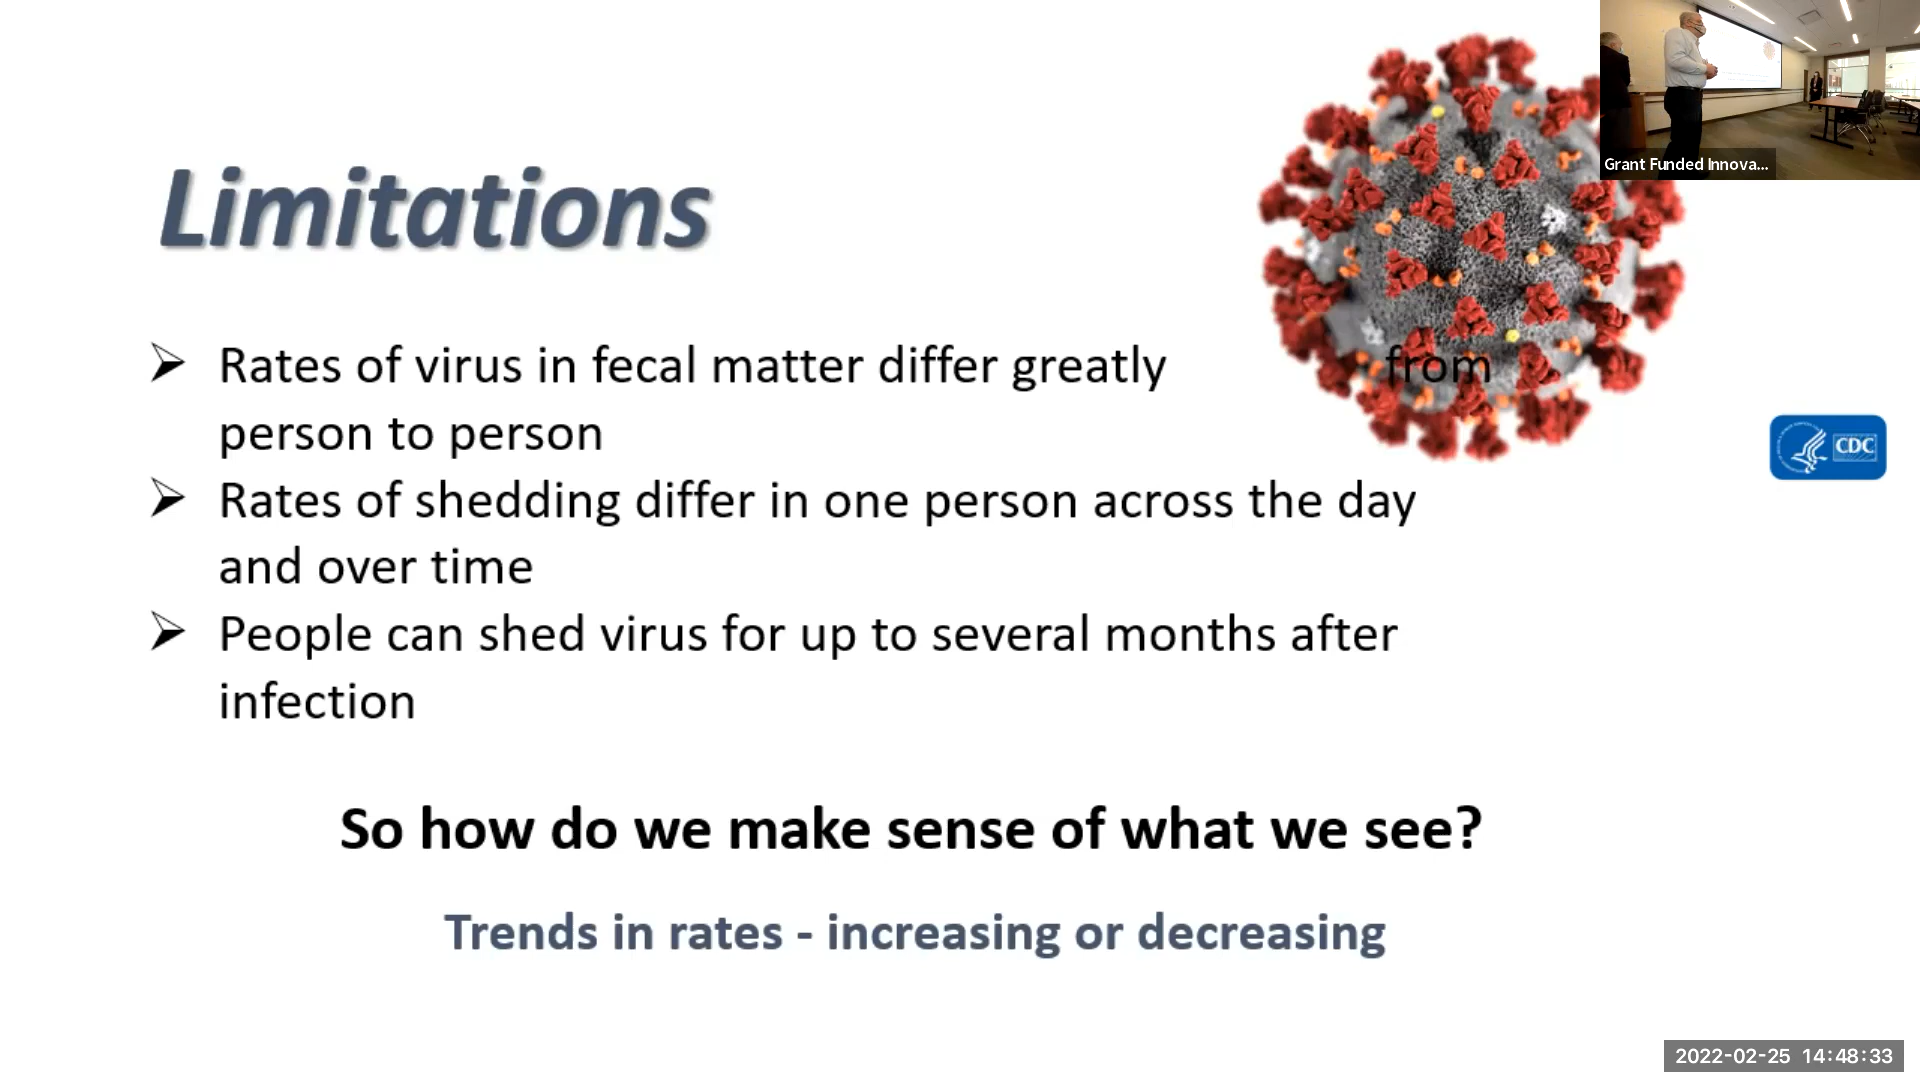 Grant Funded Innova...
Limitations
Rates of virus in fecal matter differ greatly from
person to person
CDC
Rates of shedding differ in one person across the day
and over time
People can shed virus for up to several months after
infection
So how do we make sense of what we see?
Trends in rates - increasing or decreasing
2022-02-25 14:48:33